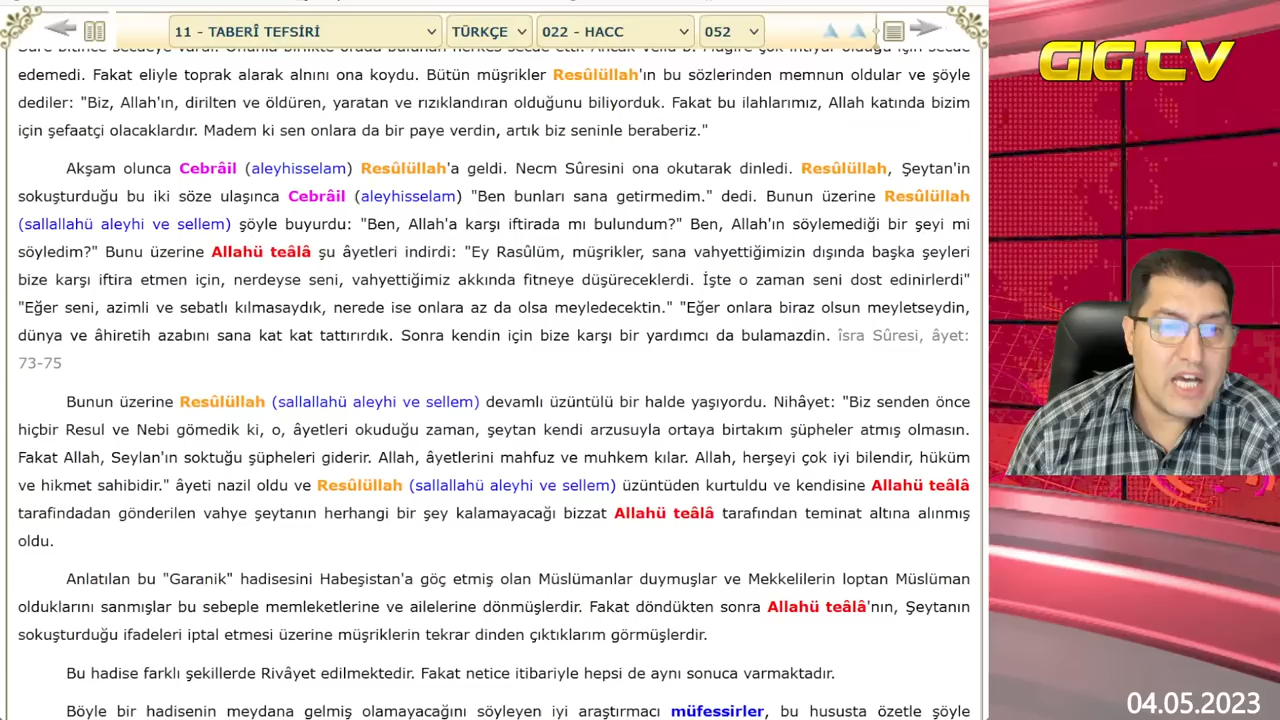 11 - TABERÎ TEFSİRİ
TÜRKÇE
022 - HACC
052
edemedi. Fakat eliyle toprak alarak alnını ona koydu. Bütün müşrikler Resûlüllah'ın bu sözlerinden memnun oldular ve şöyle
dediler: "Biz, Allah'ın, dirilten ve öldüren, yaratan ve rızıklandıran olduğunu biliyorduk. Fakat bu ilahlarımız, Allah katında bizim
için şefaatçi olacaklardır. Madem ki sen onlara da bir paye verdin, artık biz seninle beraberiz."
Akşam olunca Cebrâil (aleyhisselam) Resûlüllah'a geldi. Necm Sûresini ona okutarak dinledi. Resûlüllah, Şeytan'in
sokuşturduğu bu iki söze ulaşınca Cebrâil (aleyhisselam) "Ben bunları sana getirmedim." dedi. Bunun üzerine Resûlüllah
(sallallahü aleyhi ve sellem) şöyle buyurdu: "Ben, Allah'a karşı iftirada mı bulundum?" Ben, Allah'ın söylemediği bir şeyi mi
söyledim?" Bunu üzerine Allahü teâlâ şu âyetleri indirdi: "Ey Rasûlüm, müşrikler, sana vahyettiğimizin dışında başka şeyleri
bize karşı iftira etmen için, nerdeyse seni, vahyettiğimiz akkında fitneye düşüreceklerdi. İşte o zaman seni dost edinirlerdi"
"Eğer seni, azimli ve sebatlı kılmasaydık, nerede ise onlara az da olsa meyledecektin." "Eğer onlara biraz olsun meyletseydin,
dünya ve âhiretih azabını sana kat kat tattırırdık. Sonra kendin için bize karşı bir yardımcı da bulamazdin. îsra Sûresi, âyet:
73-75
Bunun üzerine Resûlüllah (sallallahü aleyhi ve sellem) devamlı üzüntülü bir halde yaşıyordu. Nihâyet: "Biz senden önce
hiçbir Resul ve Nebi gömedik ki, o, âyetleri okuduğu zaman, şeytan kendi arzusuyla ortaya birtakım şüpheler atmış olmasın.
Fakat Allah, Seylan'ın soktuğu şüpheleri giderir. Allah, âyetlerini mahfuz ve muhkem kılar. Allah, herşeyi çok iyi bilendir, hüküm
ve hikmet sahibidir." âyeti nazil oldu ve Resûlüllah (sallallahü aleyhi ve sellem) üzüntüden kurtuldu ve kendisine Allahü teâlâ
tarafındadan gönderilen vahye şeytanın herhangi bir şey katamayacağı bizzat Allahü teâlâ tarafından teminat altına alınmış
oldu.
Anlatılan bu "Garanik" hadisesini Habeşistan'a göç etmiş olan Müslümanlar duymuşlar ve Mekkelilerin loptan Müslüman
olduklarını sanmışlar bu sebeple memleketlerine ve ailelerine dönmüşlerdir. Fakat döndükten sonra Allahü teâlâ'nın, Şeytanın
sokuşturduğu ifadeleri iptal etmesi üzerine müşriklerin tekrar dinden çıktıklarım görmüşlerdir.
Bu hadise farklı şekillerde Rivâyet edilmektedir. Fakat netice itibariyle hepsi de aynı sonuca varmaktadır.
Böyle bir hadisenin meydana gelmiş olamayacağını söyleyen iyi araştırmacı müfessirler, bu hususta özetle şöyle
GIG TV
04.05.2023